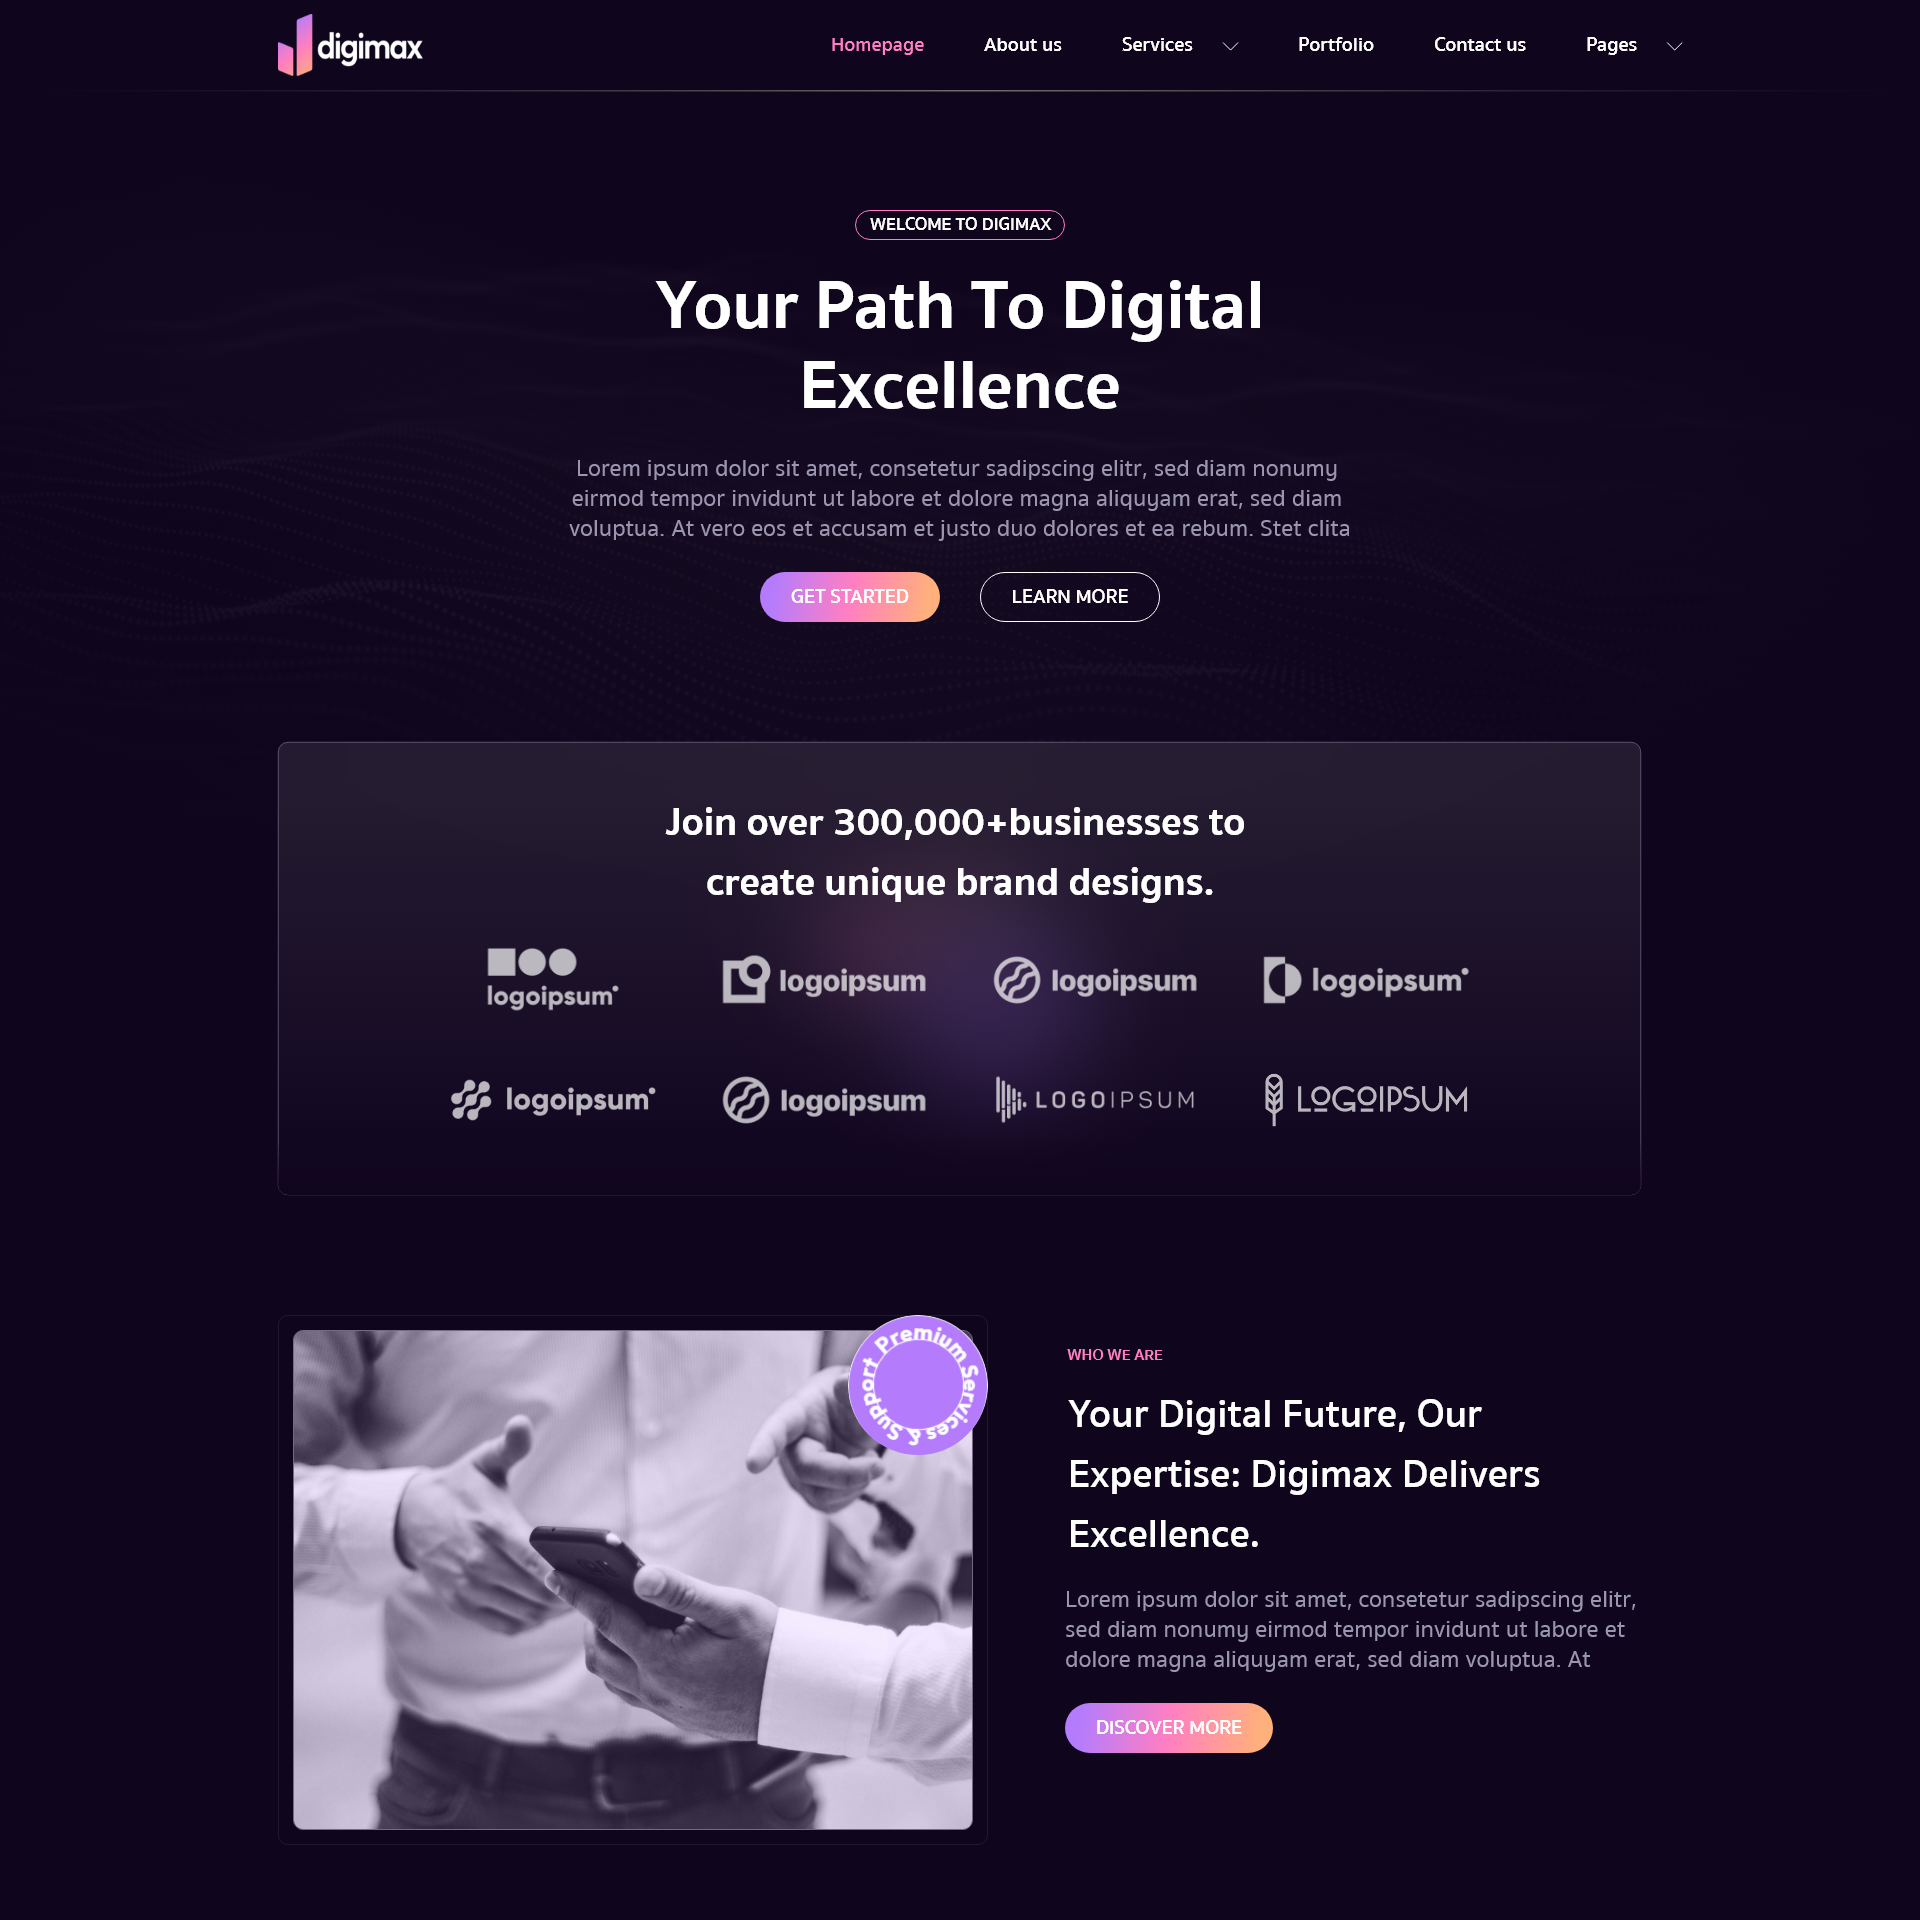 digimax
Homepage About us Services Portfolio Contact us Pages
WELCOME TO DIGIMAX
Your Path To Digital
Excellence
Lorem ipsum dolor sit amet, consetetur sadipscing elitr, sed diam nonumy
eirmod tempor invidunt ut labore et dolore magna aliquyam erat, sed diam
voluptua. At vero eos et accusam et justo duo dolores et ea rebum. Stet clita
GET STARTED LEARN MORE
Join over 300,000+businesses to
create unique brand designs.
logoipsum logoipsum logoipsum logoipsum
logoipsum logoipsum LOGOIPSUM LOGOIPSUM
Premium Services & Support
WHO WE ARE
Your Digital Future, Our
Expertise: Digimax Delivers
Excellence.
Lorem ipsum dolor sit amet, consetetur sadipscing elitr,
sed diam nonumy eirmod tempor invidunt ut labore et
dolore magna aliquyam erat, sed diam voluptua. At
DISCOVER MORE